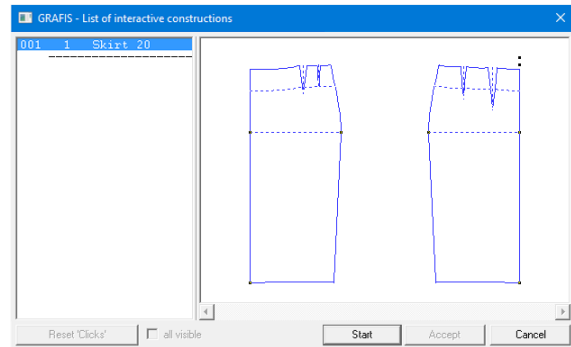 GRAFIS - List of interactive constructions
001 1 Skirt 20
Reset 'Clicks'
all visible
Start
Accept
Cancel